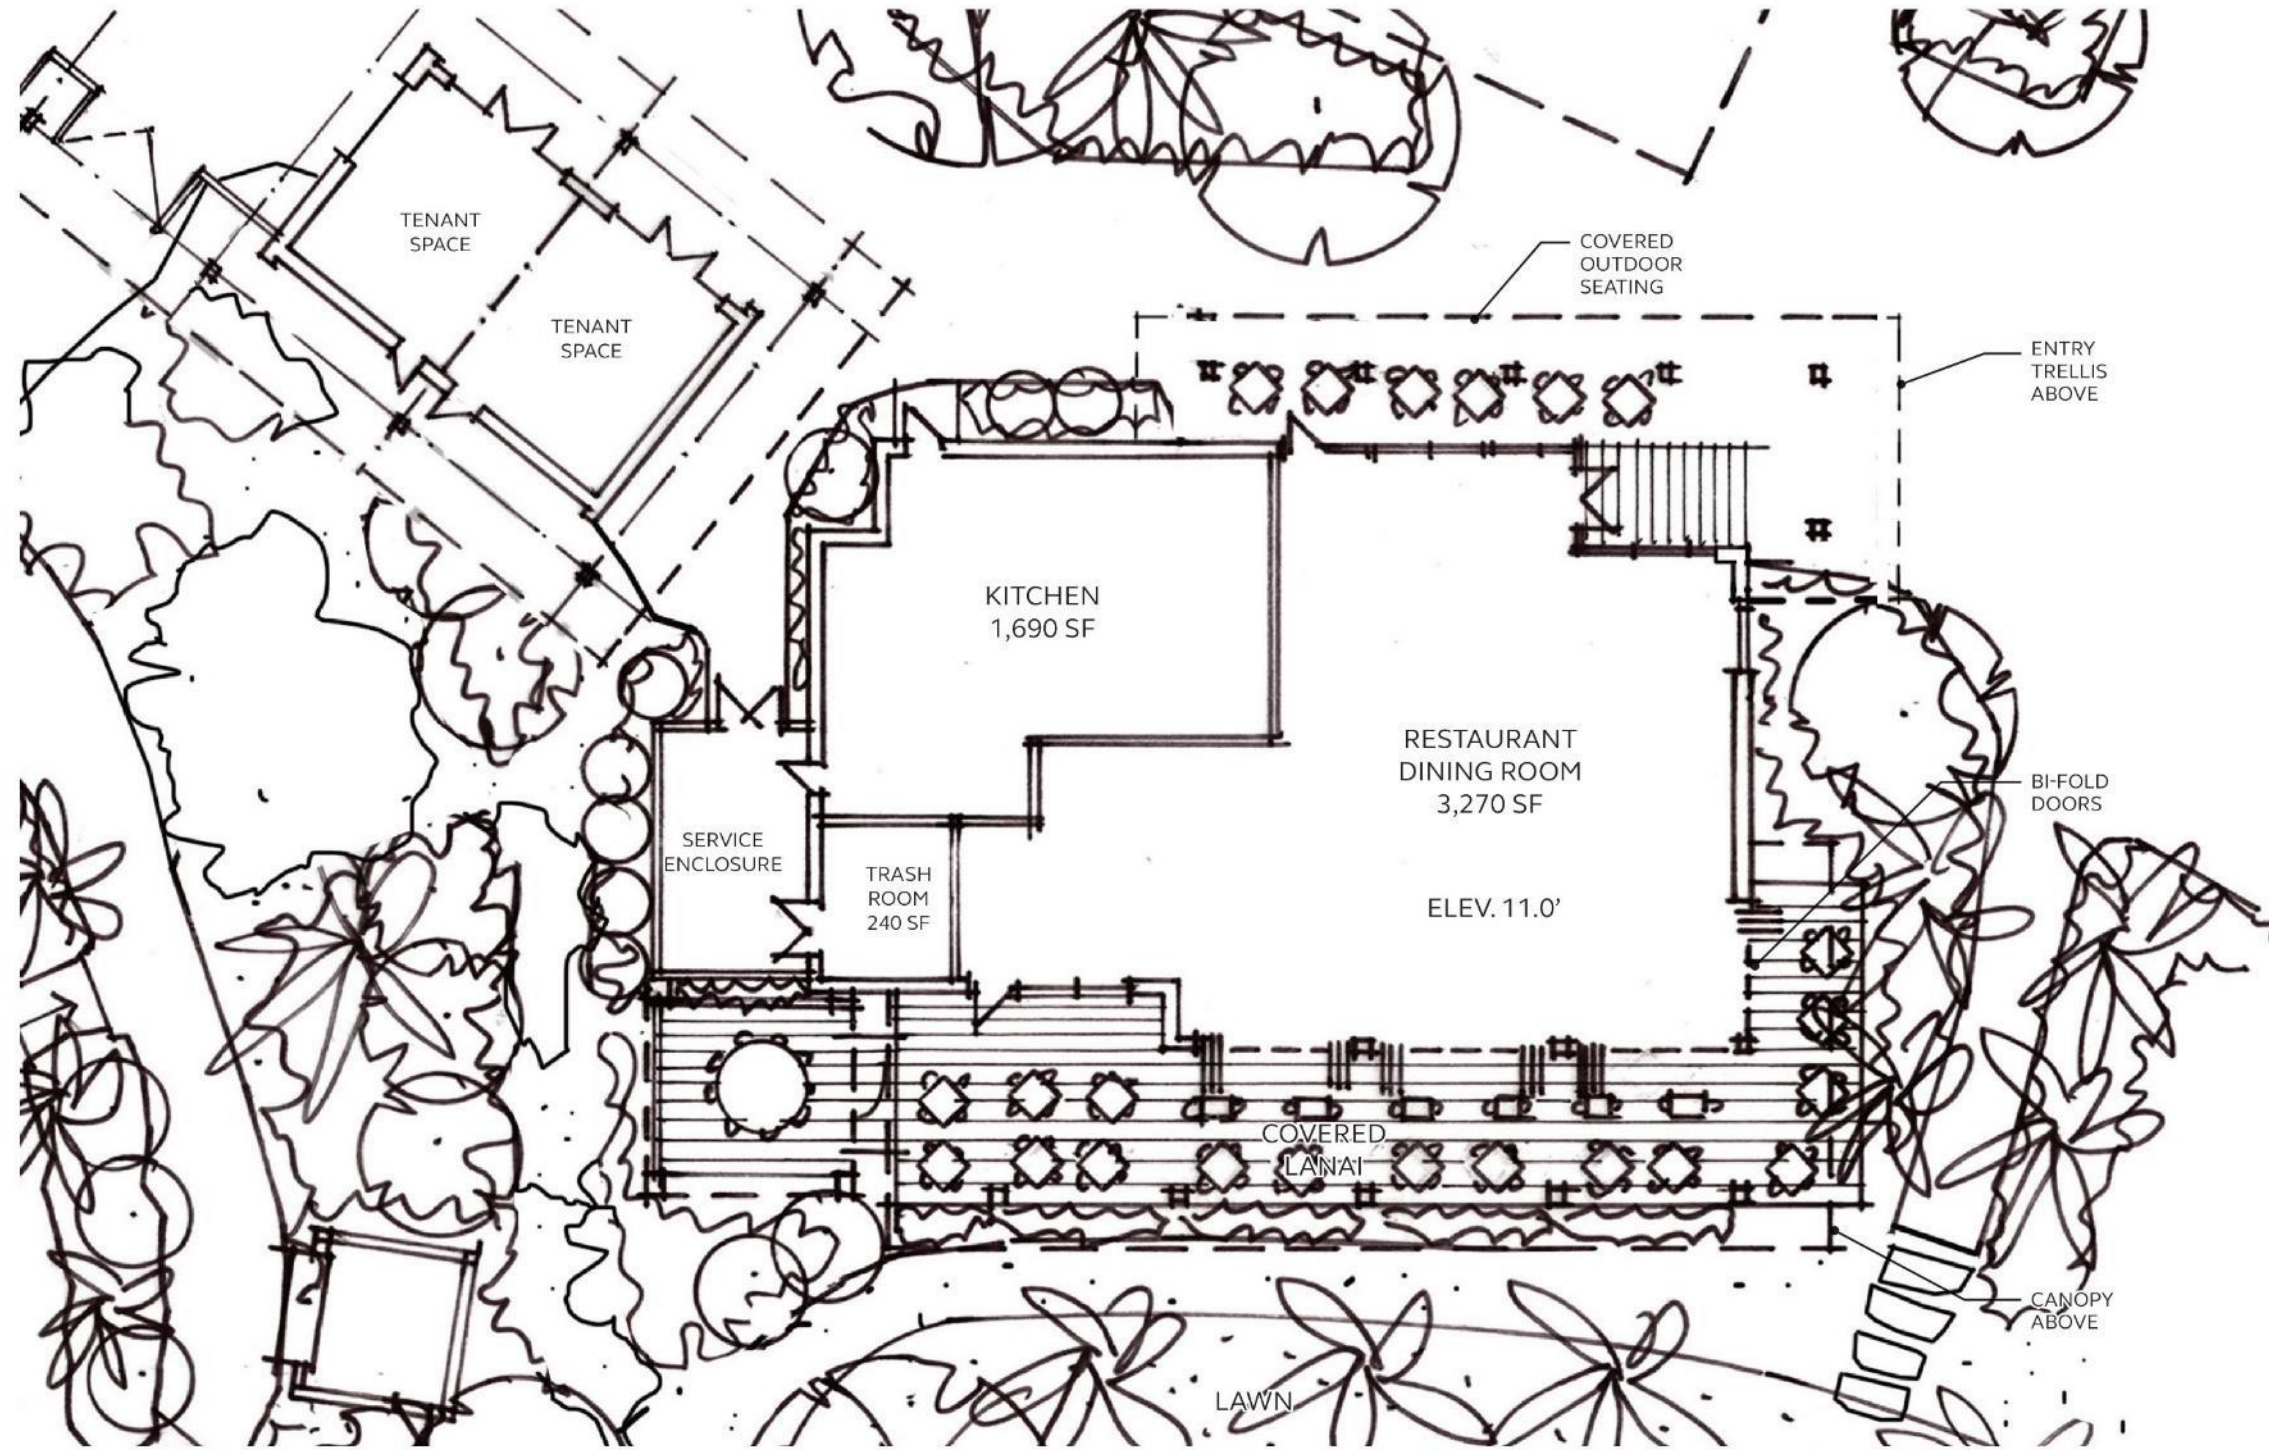 TENANT
SPACE
TENANT
SPACE
COVERED
OUTDOOR
SEATING
ENTRY
TRELLIS
ABOVE
KITCHEN
1,690 SF
RESTAURANT
DINING ROOM
3,270 SF
BI-FOLD
DOORS
SERVICE
ENCLOSURE
TRASH
ROOM
240 SF
ELEV. 11.0’
COVERED
LANAI
CANOPY
ABOVE
LAWN